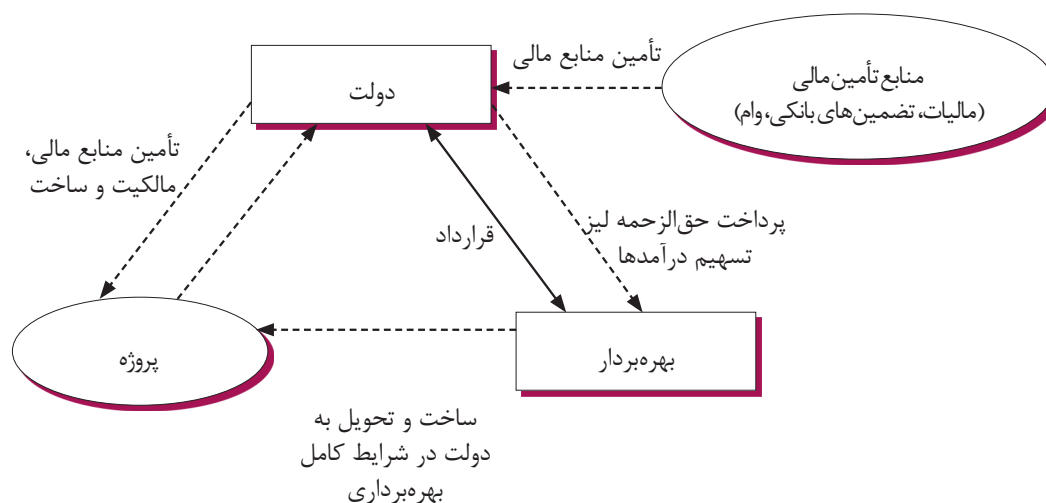 تأمین منابع مالی
منابع تأمین‌مالی
(مالیات، تضمین‌های بانکی، وام)
دولت
تأمین منابع مالی،
مالکیت و ساخت
پرداخت حق‌الزحمه لیز
تسهیم درآمدها
قرارداد
بهره‌بردار
پروژه
ساخت و تحویل به
دولت در شرایط کامل
بهره‌برداری